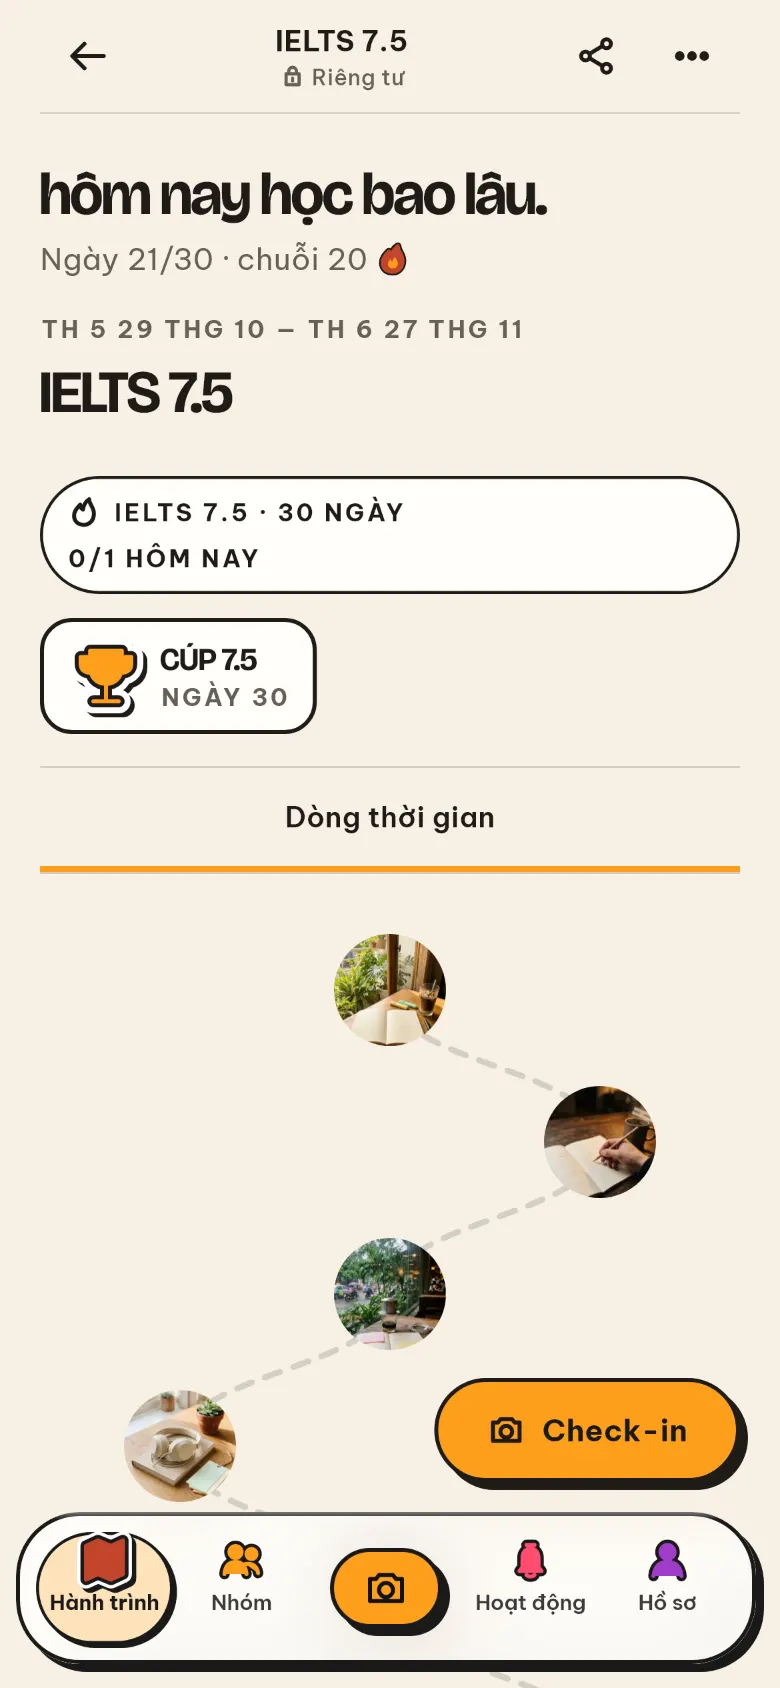 IELTS 7.5
Riêng tư
hôm nay học bao lâu.
Ngày 21/30 · chuỗi 20
TH 5 29 THG 10 – TH 6 27 THG 11
IELTS 7.5
IELTS 7.5 · 30 NGÀY
0/1 HÔM NAY
CÚP 7.5
NGÀY 30
Dòng thời gian
Check-in
Hành trình
Nhóm
Hoạt động
Hồ sơ